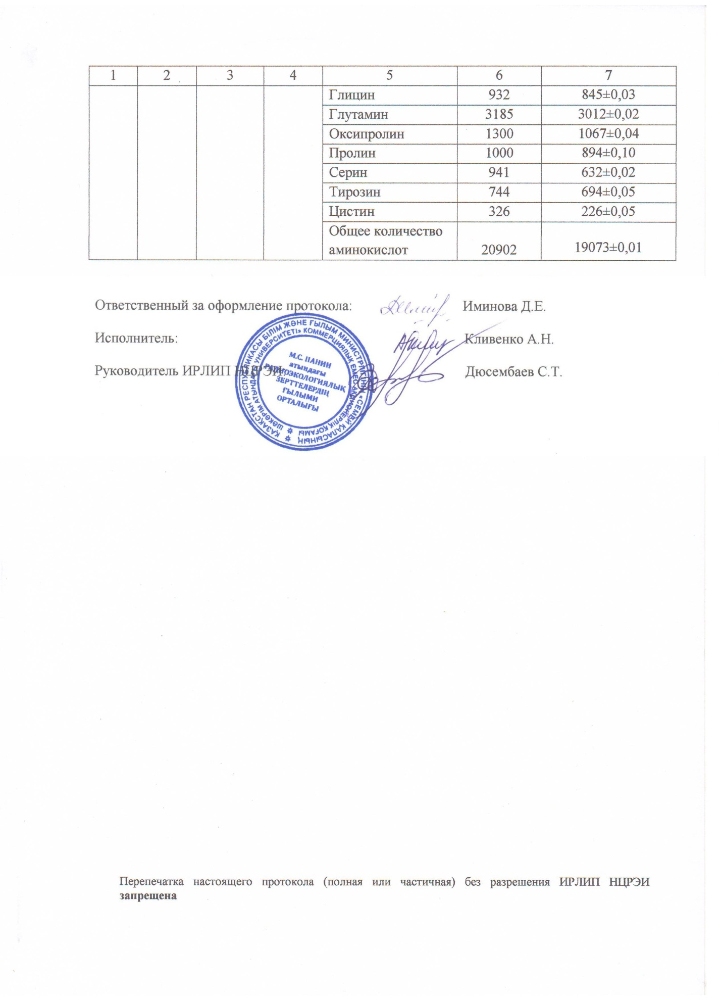 1 2 3 4 5 6 7
Глицин 932 845±0,03
Глутамин 3185 3012±0,02
Оксипролин 1300 1067±0,04
Пролин 1000 894±0,10
Серин 941 632±0,02
Тирозин 744 694±0,05
Цистин 326 226±0,05
Общее количество
аминокислот 20902 19073±0,01
Ответственный за оформление протокола: Иминова Д.Е.
Исполнитель: Кливенко А.Н.
Руководитель ИРЛИП НЦРЭИ: Дюсембаев С.Т.
ҚАЗАҚСТАН РЕСПУБЛИКАСЫ БІЛІМ ЖӘНЕ ҒЫЛЫМ МИНИСТРЛІГІНІҢ «СЕМЕЙ ҚАЛАСЫНЫҢ
ШӘКӘРІМ АТЫНДАҒЫ УНИВЕРСИТЕТІ» КОММЕРЦИЯЛЫҚ ЕМЕС АКЦИОНЕРЛІК ҚОҒАМЫ
М.С. ПАНИН
атындағы
РАДИОЭКОЛОГИЯЛЫҚ
ЗЕРТТЕЛЕРДІҢ
ҒЫЛЫМИ
ОРТАЛЫҒЫ
Перепечатка настоящего протокола (полная или частичная) без разрешения ИРЛИП НЦРЭИ
запрещена